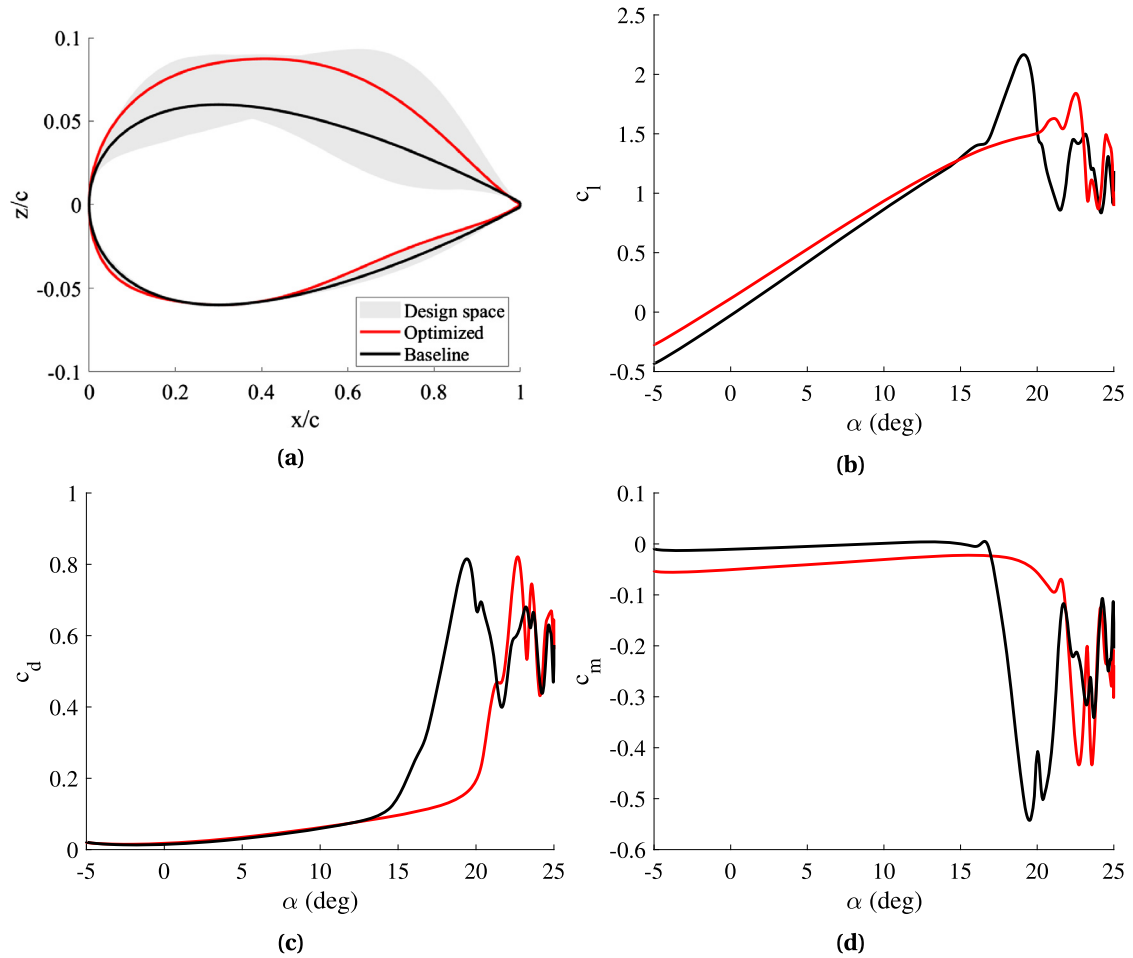 0.1
0.05
0
-0.05
-0.1
z/c
0 0.2 0.4 0.6 0.8 1
x/c
Design space
Optimized
Baseline
(a)
2.5
2
1.5
1
0.5
0
-0.5
c_l
-5 0 5 10 15 20 25
α (deg)
(b)
1
0.8
0.6
0.4
0.2
0
c_d
-5 0 5 10 15 20 25
α (deg)
(c)
0.1
0
-0.1
-0.2
-0.3
-0.4
-0.5
-0.6
c_m
-5 0 5 10 15 20 25
α (deg)
(d)